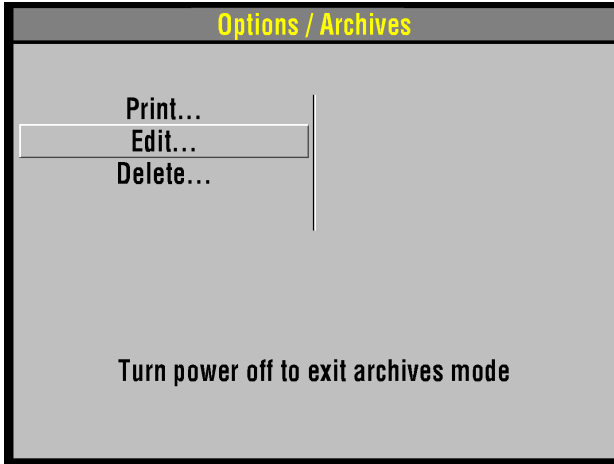 Options / Archives
Print...
Edit...
Delete...
Turn power off to exit archives mode